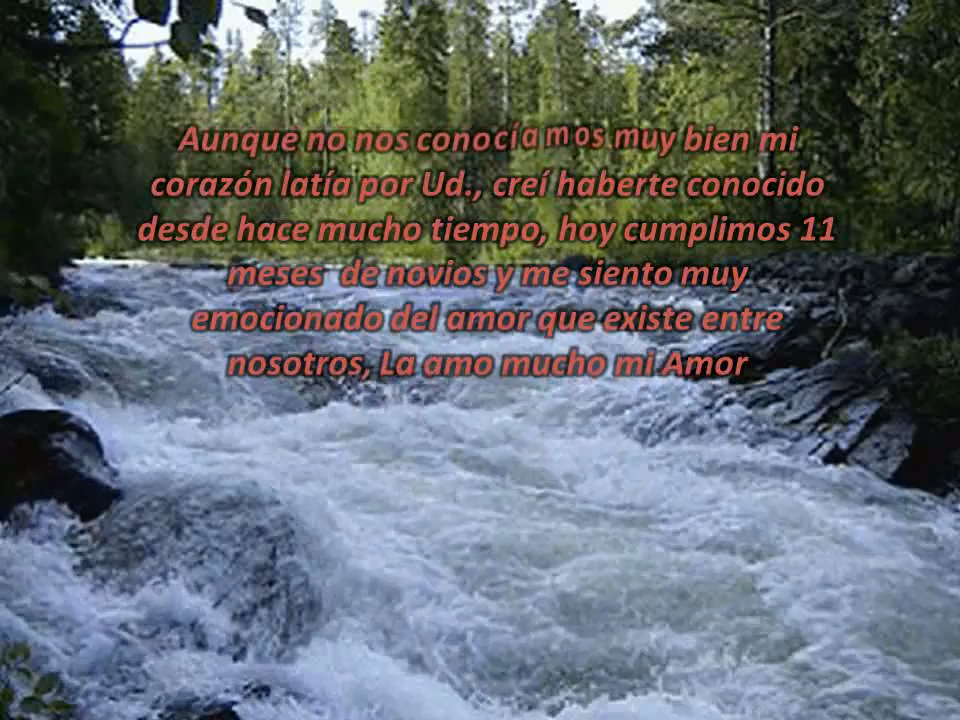 Aunque no nos conocíamos muy bien mi
corazón latía por Ud., creí haberte conocido
desde hace mucho tiempo, hoy cumplimos 11
meses  de novios y me siento muy
emocionado del amor que existe entre
nosotros, La amo mucho mi Amor